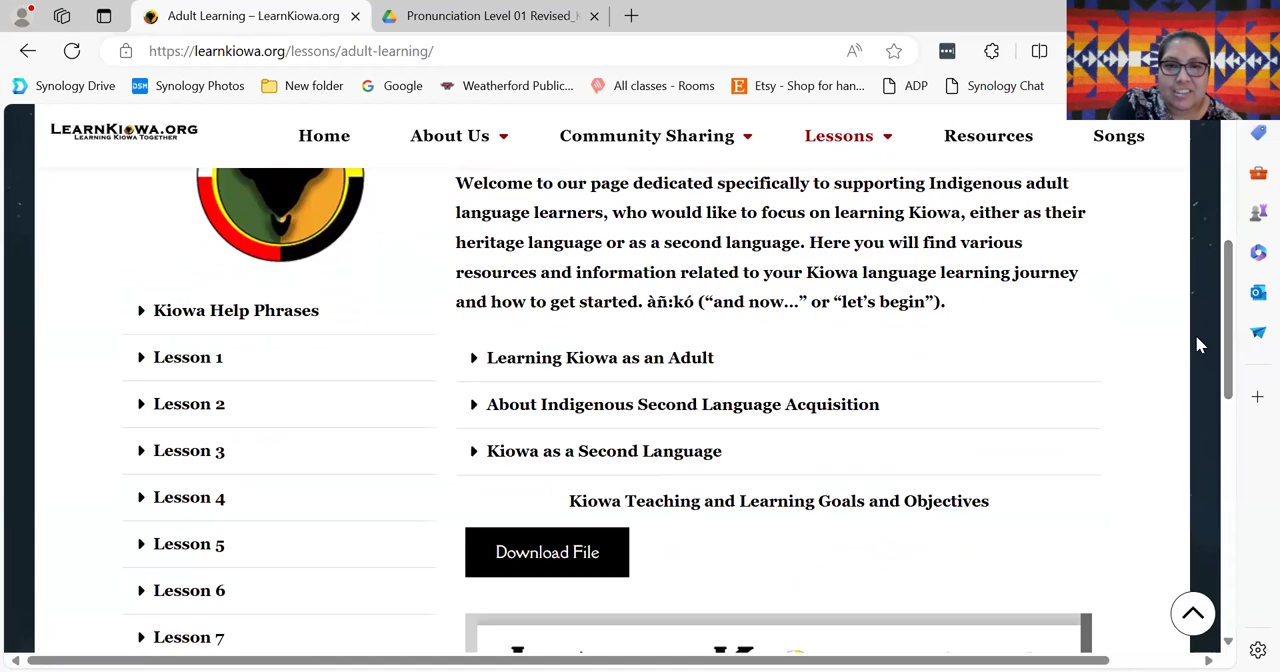 Adult Learning – LearnKiowa.org
Pronunciation Level 01 Revised_
https://learnkiowa.org/lessons/adult-learning/
Synology Drive
DSM
Synology Photos
New folder
Google
Weatherford Public...
All classes - Rooms
E
Etsy - Shop for han...
ADP
Synology Chat
LEARNKIOWA.ORG
LEARNING KIOWA TOGETHER
Home
About Us
Community Sharing
Lessons
Resources
Songs
Welcome to our page dedicated specifically to supporting Indigenous adult
language learners, who would like to focus on learning Kiowa, either as their
heritage language or as a second language. Here you will find various
resources and information related to your Kiowa language learning journey
and how to get started. àñ:kó (“and now...” or “let’s begin”).
Kiowa Help Phrases
Lesson 1
Lesson 2
Lesson 3
Lesson 4
Lesson 5
Lesson 6
Lesson 7
Learning Kiowa as an Adult
About Indigenous Second Language Acquisition
Kiowa as a Second Language
Kiowa Teaching and Learning Goals and Objectives
Download File